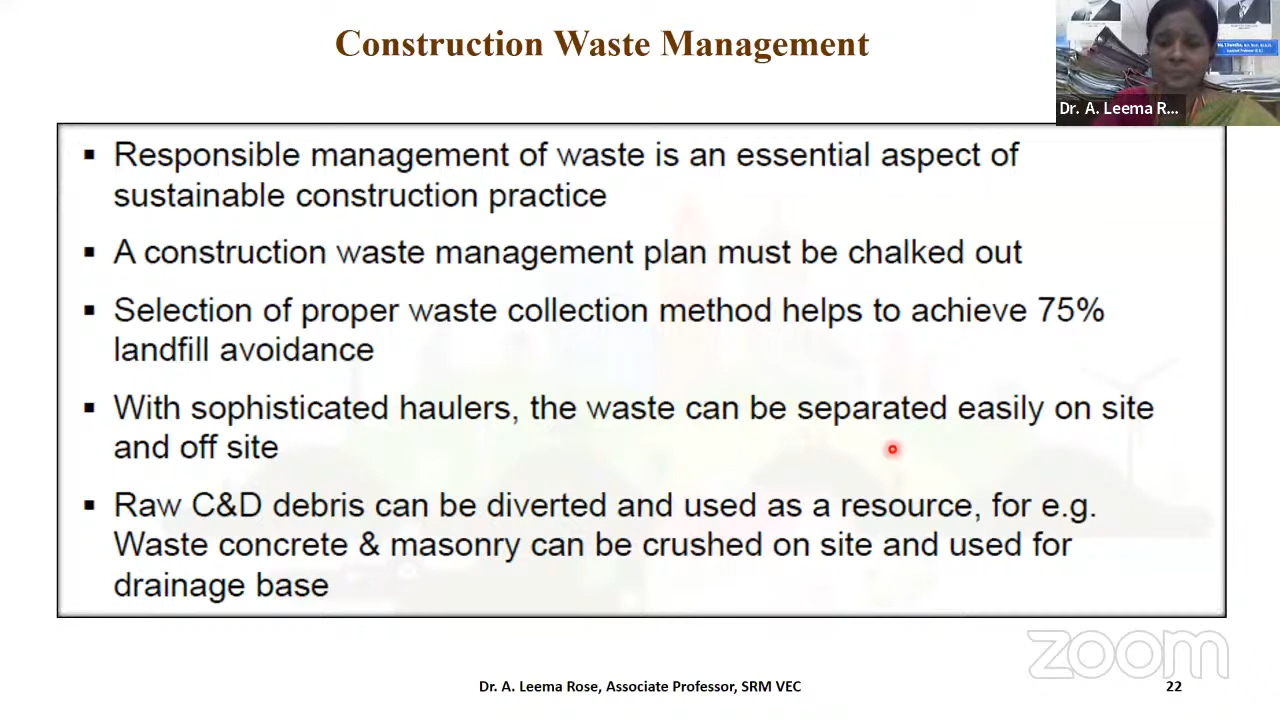 Construction Waste Management
Dr. A. Leema R...
▪ Responsible management of waste is an essential aspect of
sustainable construction practice
▪ A construction waste management plan must be chalked out
▪ Selection of proper waste collection method helps to achieve 75%
landfill avoidance
▪ With sophisticated haulers, the waste can be separated easily on site
and off site
▪ Raw C&D debris can be diverted and used as a resource, for e.g.
Waste concrete & masonry can be crushed on site and used for
drainage base
zoom
Dr. A. Leema Rose, Associate Professor, SRM VEC
22